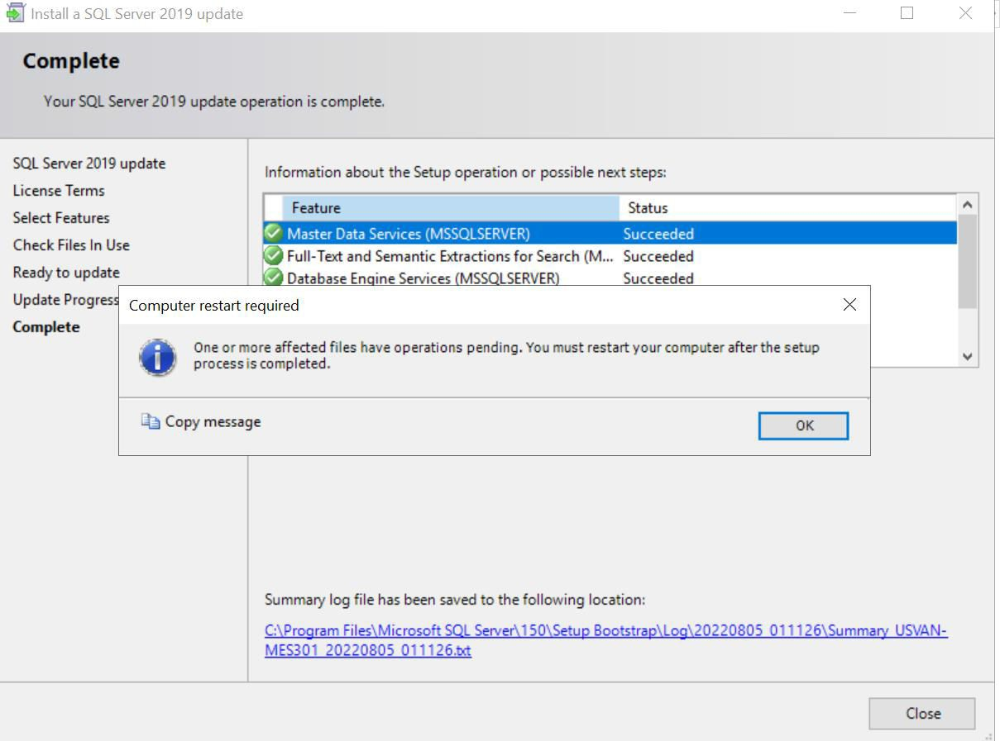 Install a SQL Server 2019 update
Complete
Your SQL Server 2019 update operation is complete.
SQL Server 2019 update
License Terms
Select Features
Check Files In Use
Ready to update
Update Progress
Complete
Information about the Setup operation or possible next steps:
Feature Status
Master Data Services (MSSQLSERVER) Succeeded
Full-Text and Semantic Extractions for Search (M... Succeeded
Database Engine Services (MSSQLSERVER) Succeeded
Computer restart required
One or more affected files have operations pending. You must restart your computer after the setup
process is completed.
Copy message
OK
Summary log file has been saved to the following location:
C:\Program Files\Microsoft SQL Server\150\Setup Bootstrap\Log\20220805_011126\Summary_USVAN-
MES301_20220805_011126.txt
Close